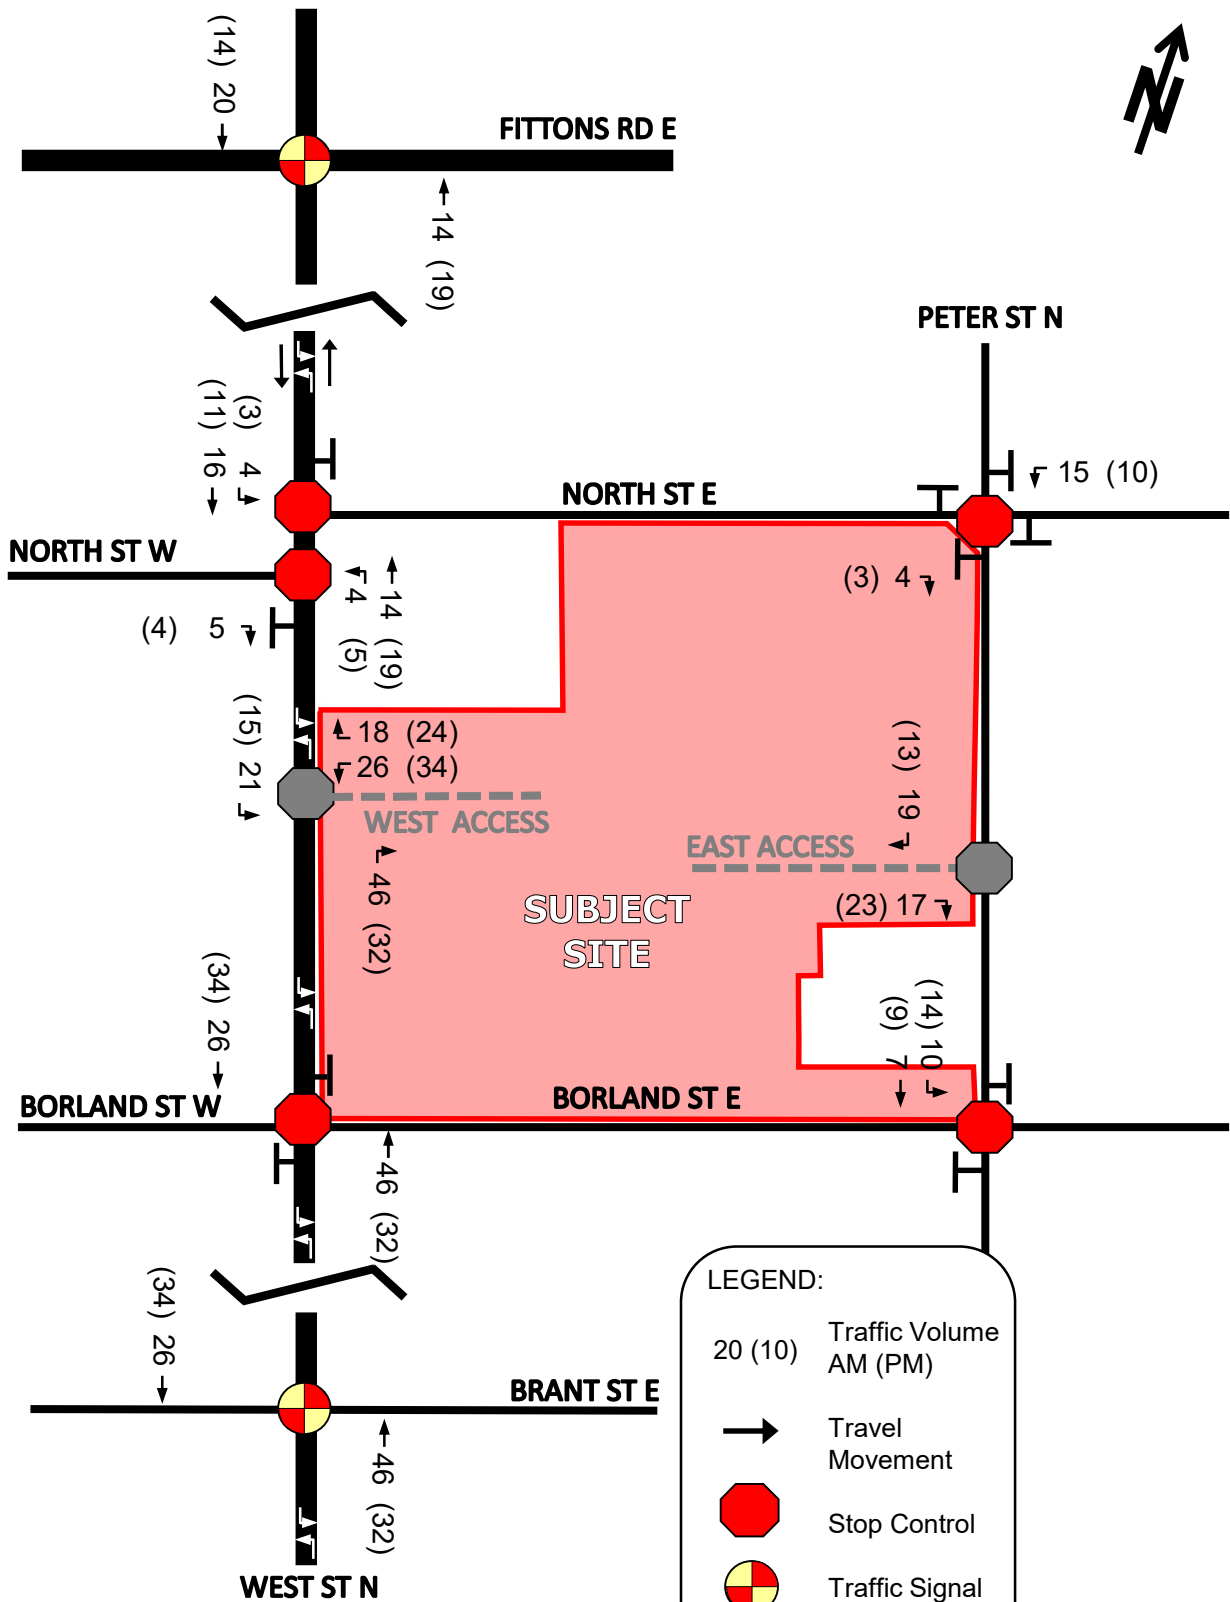 (14) 20
FITTONS RD E
14 (19)
N
PETER ST N
(11) 16
(3) 4
NORTH ST E
15 (10)
NORTH ST W
(3) 4
(4) 5
4 (5)
14 (19)
(15) 21
18 (24)
26 (34)
WEST ACCESS
(13) 19
EAST ACCESS
46 (32)
SUBJECT
SITE
(23) 17
(34) 26
(9) 7
(14) 10
BORLAND ST W
BORLAND ST E
46 (32)
(34) 26
BRANT ST E
46 (32)
WEST ST N
LEGEND:
20 (10)
Traffic Volume
AM (PM)
Travel
Movement
Stop Control
Traffic Signal